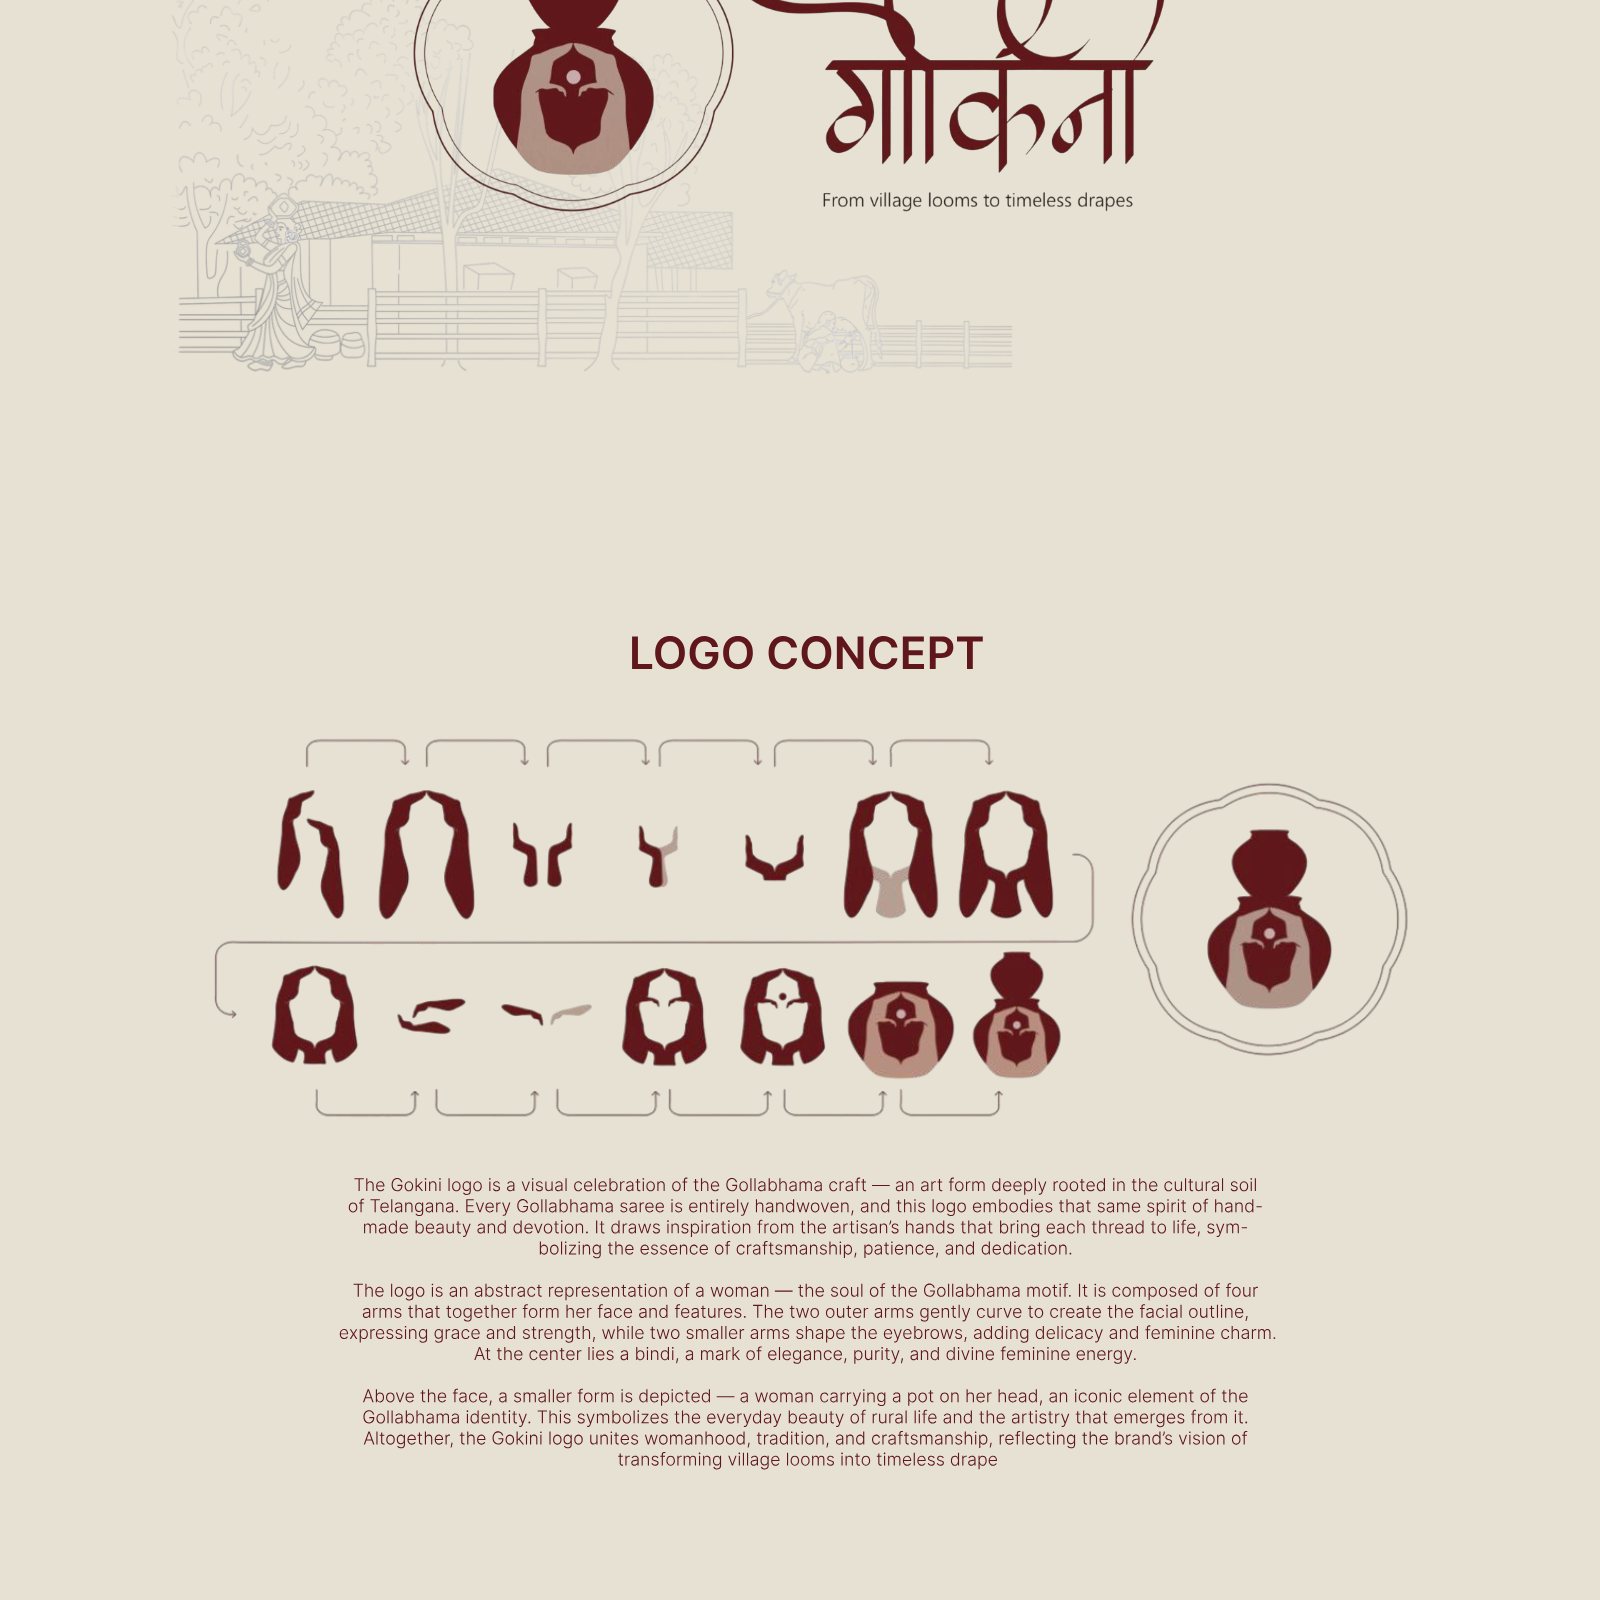 गोकिनी
From village looms to timeless drapes
LOGO CONCEPT
The Gokini logo is a visual celebration of the Gollabhama craft — an art form deeply rooted in the cultural soil
of Telangana. Every Gollabhama saree is entirely handwoven, and this logo embodies that same spirit of hand-
made beauty and devotion. It draws inspiration from the artisan’s hands that bring each thread to life, sym-
bolizing the essence of craftsmanship, patience, and dedication.
The logo is an abstract representation of a woman — the soul of the Gollabhama motif. It is composed of four
arms that together form her face and features. The two outer arms gently curve to create the facial outline,
expressing grace and strength, while two smaller arms shape the eyebrows, adding delicacy and feminine charm.
At the center lies a bindi, a mark of elegance, purity, and divine feminine energy.
Above the face, a smaller form is depicted — a woman carrying a pot on her head, an iconic element of the
Gollabhama identity. This symbolizes the everyday beauty of rural life and the artistry that emerges from it.
Altogether, the Gokini logo unites womanhood, tradition, and craftsmanship, reflecting the brand’s vision of
transforming village looms into timeless drape